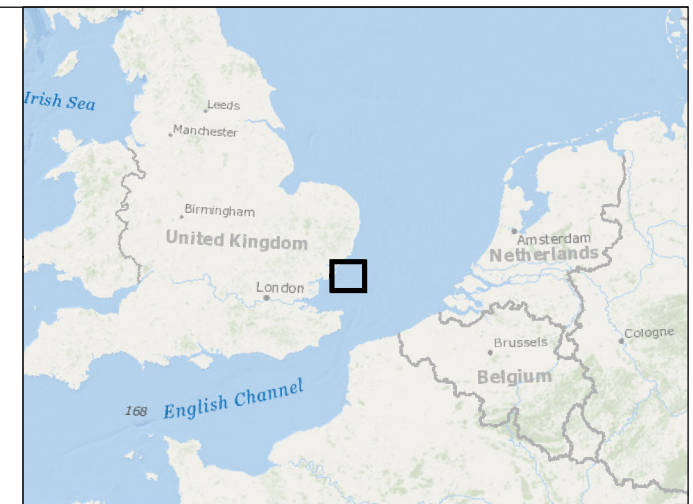 Irish Sea
Leeds
Manchester
Birmingham
United Kingdom
London
Amsterdam
Netherlands
Brussels
Belgium
Cologne
168
English Channel